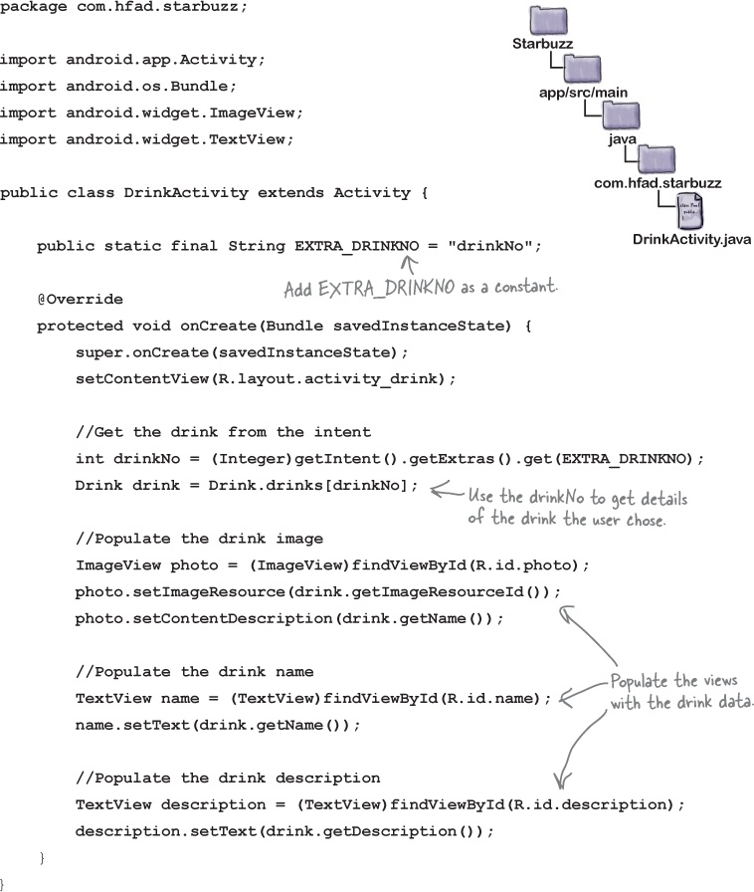 package com.hfad.starbuzz;
import android.app.Activity;
import android.os.Bundle;
import android.widget.ImageView;
import android.widget.TextView;
public class DrinkActivity extends Activity {
public static final String EXTRA_DRINKNO = "drinkNo";
Add EXTRA_DRINKNO as a constant.
@Override
protected void onCreate(Bundle savedInstanceState) {
super.onCreate(savedInstanceState);
setContentView(R.layout.activity_drink);
//Get the drink from the intent
int drinkNo = (Integer)getIntent().getExtras().get(EXTRA_DRINKNO);
Drink drink = Drink.drinks[drinkNo];
Use the drinkNo to get details
of the drink the user chose.
//Populate the drink image
ImageView photo = (ImageView)findViewById(R.id.photo);
photo.setImageResource(drink.getImageResourceId());
photo.setContentDescription(drink.getName());
//Populate the drink name
TextView name = (TextView)findViewById(R.id.name);
name.setText(drink.getName());
Populate the views
with the drink data.
//Populate the drink description
TextView description = (TextView)findViewById(R.id.description);
description.setText(drink.getDescription());
}
}
Starbuzz
app/src/main
java
com.hfad.starbuzz
DrinkActivity.java